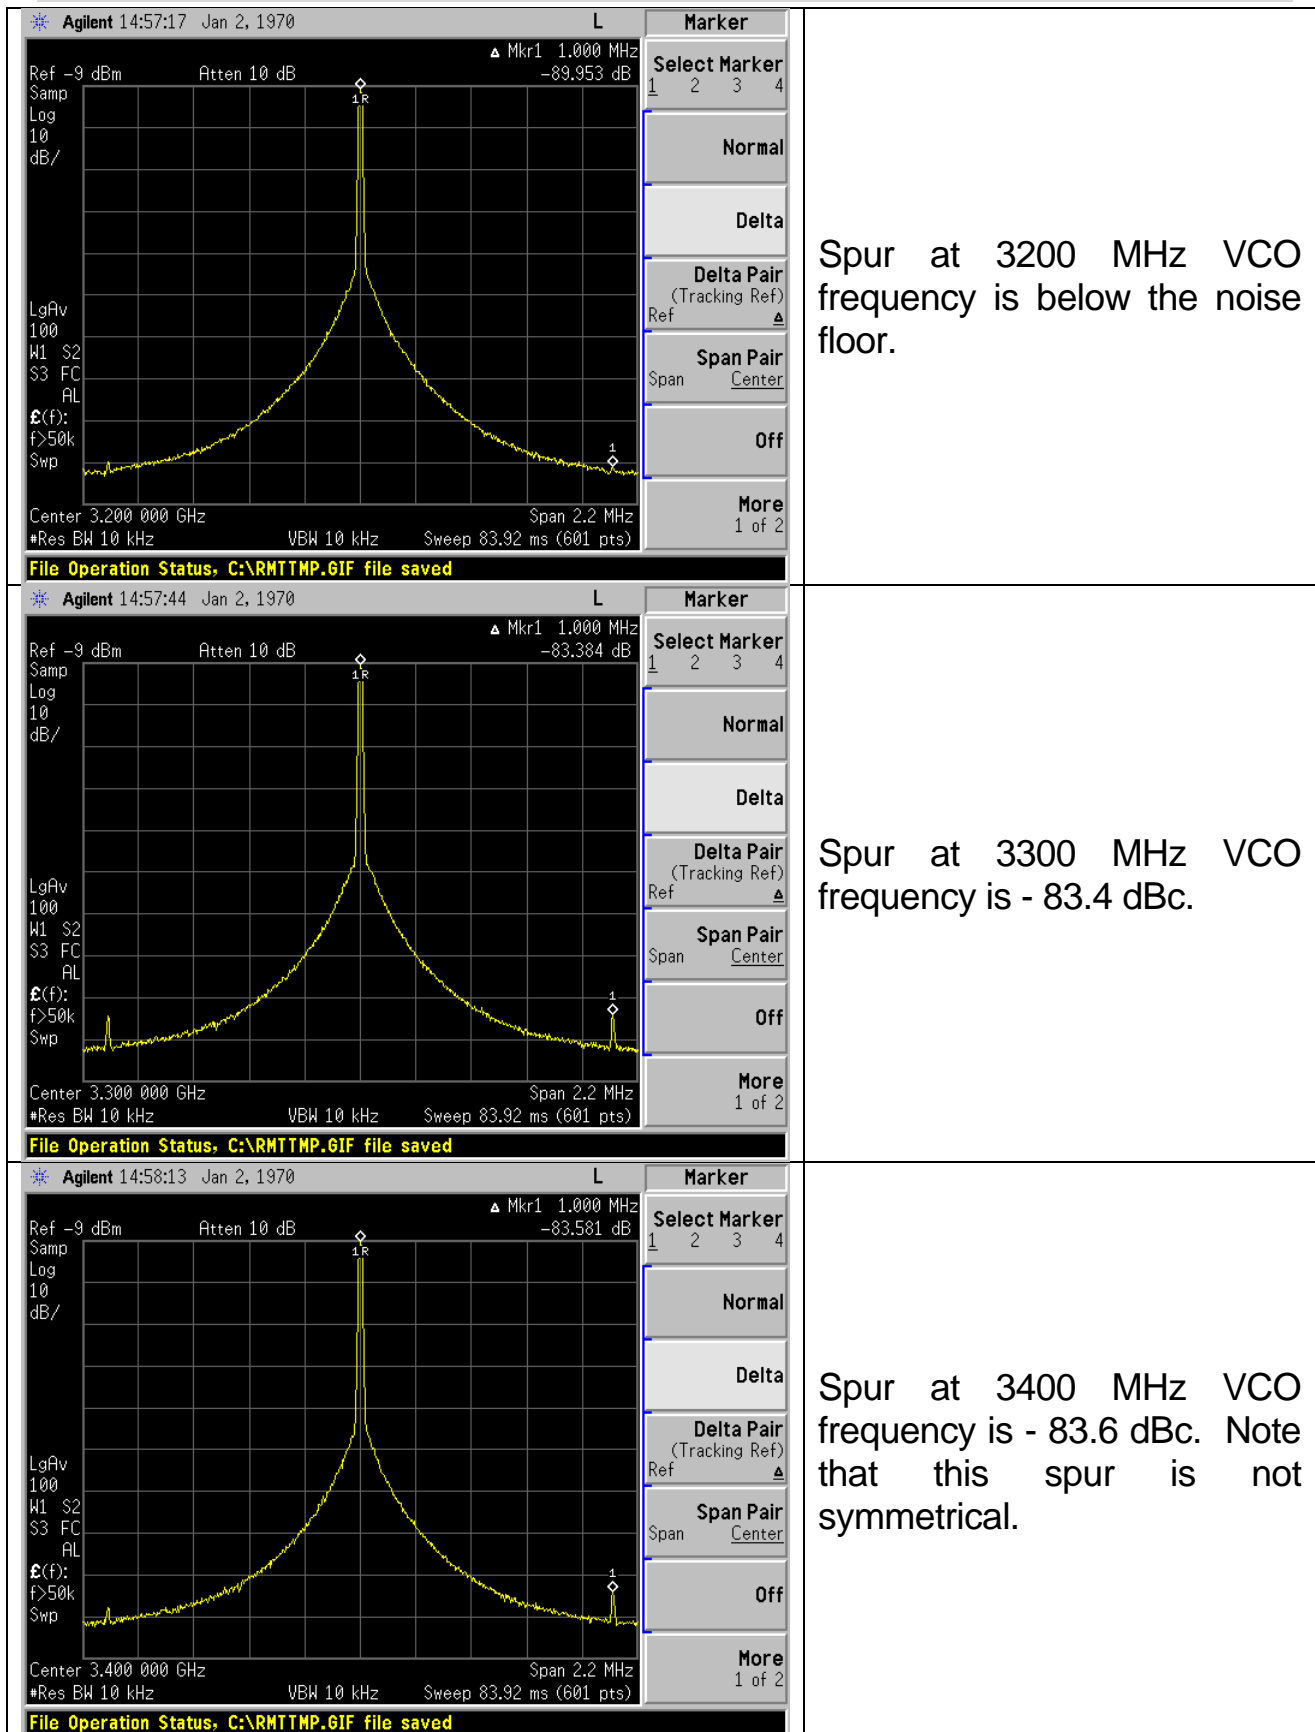 Agilent 14:57:17 Jan 2, 1970 L Marker
Δ Mkr1 1.000 MHz
Ref -9 dBm Atten 10 dB -89.953 dB
Select Marker
1 2 3 4
Samp
Log
10
dB/
1R
Normal
Delta
Delta Pair
(Tracking Ref)
Ref Δ
LgAv
100
W1 S2
S3 FC
AL
Span Pair
Span Center
£(f):
f>50k
Swp
1
Off
More
1 of 2
Center 3.200 000 GHz Span 2.2 MHz
#Res BW 10 kHz VBW 10 kHz Sweep 83.92 ms (601 pts)
File Operation Status, C:\RMTTMP.GIF file saved
Spur at 3200 MHz VCO
frequency is below the noise
floor.
Agilent 14:57:44 Jan 2, 1970 L Marker
Δ Mkr1 1.000 MHz
Ref -9 dBm Atten 10 dB -83.384 dB
Select Marker
1 2 3 4
Samp
Log
10
dB/
1R
Normal
Delta
Delta Pair
(Tracking Ref)
Ref Δ
LgAv
100
W1 S2
S3 FC
AL
Span Pair
Span Center
£(f):
f>50k
Swp
1
Off
More
1 of 2
Center 3.300 000 GHz Span 2.2 MHz
#Res BW 10 kHz VBW 10 kHz Sweep 83.92 ms (601 pts)
File Operation Status, C:\RMTTMP.GIF file saved
Spur at 3300 MHz VCO
frequency is - 83.4 dBc.
Agilent 14:58:13 Jan 2, 1970 L Marker
Δ Mkr1 1.000 MHz
Ref -9 dBm Atten 10 dB -83.581 dB
Select Marker
1 2 3 4
Samp
Log
10
dB/
1R
Normal
Delta
Delta Pair
(Tracking Ref)
Ref Δ
LgAv
100
W1 S2
S3 FC
AL
Span Pair
Span Center
£(f):
f>50k
Swp
1
Off
More
1 of 2
Center 3.400 000 GHz Span 2.2 MHz
#Res BW 10 kHz VBW 10 kHz Sweep 83.92 ms (601 pts)
File Operation Status, C:\RMTTMP.GIF file saved
Spur at 3400 MHz VCO
frequency is - 83.6 dBc. Note
that this spur is not
symmetrical.